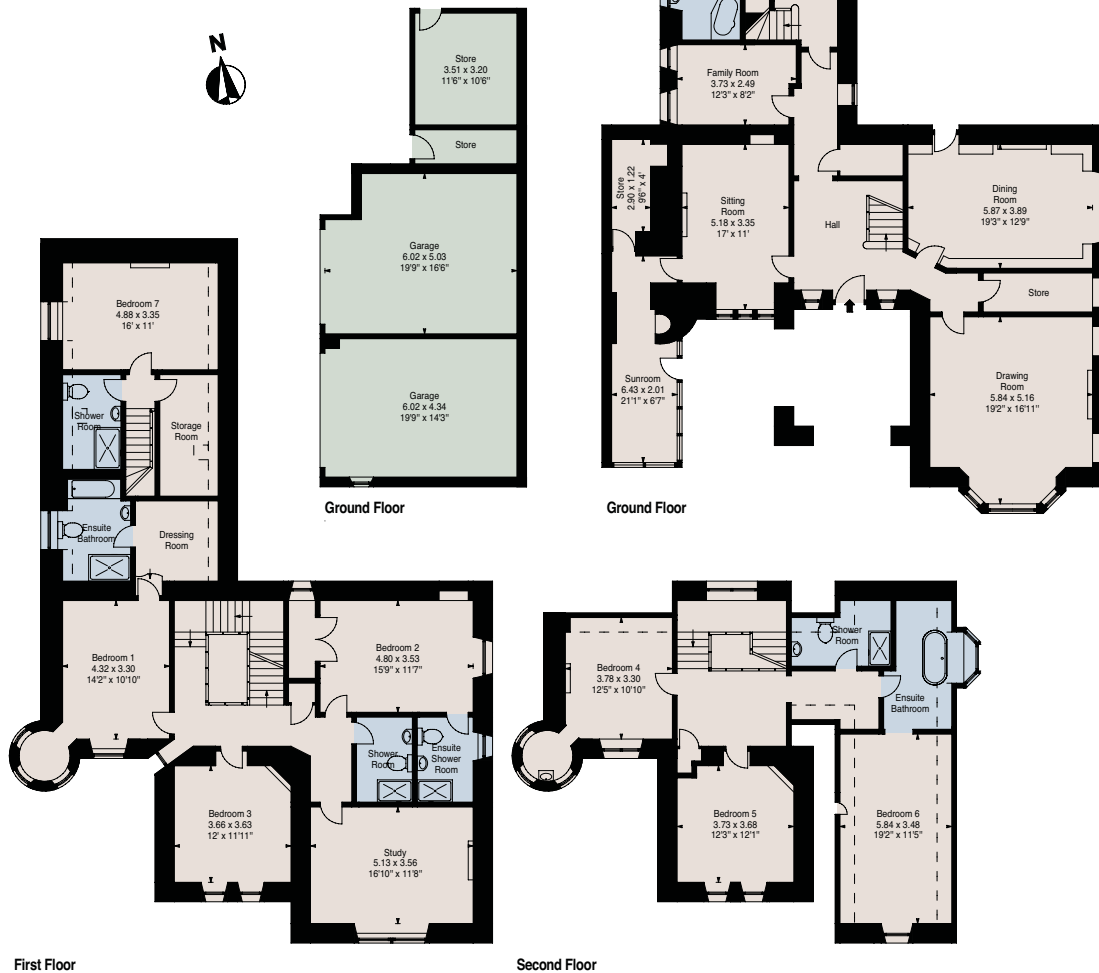 N
Store
3.51 x 3.20
11'6" x 10'6"
Store
Garage
6.02 x 5.03
19'9" x 16'6"
Garage
6.02 x 4.34
19'9" x 14'3"
Ground Floor
Family Room
3.73 x 2.49
12'3" x 8'2"
Store
2.90 x 1.22
9'6" x 4'
Sitting
Room
5.18 x 3.35
17' x 11'
Hall
Dining
Room
5.87 x 3.89
19'3" x 12'9"
Store
Sunroom
6.43 x 2.01
21'1" x 6'7"
Drawing
Room
5.84 x 5.16
19'2" x 16'11"
Ground Floor
Bedroom 7
4.88 x 3.35
16' x 11'
Shower
Room
Storage
Room
Ensuite
Bathroom
Dressing
Room
Bedroom 1
4.32 x 3.30
14'2" x 10'10"
Bedroom 2
4.80 x 3.53
15'9" x 11'7"
Shower
Room
Ensuite
Shower
Room
Bedroom 3
3.66 x 3.63
12' x 11'11"
Study
5.13 x 3.56
16'10" x 11'8"
First Floor
Bedroom 4
3.78 x 3.30
12'5" x 10'10"
Shower
Room
Ensuite
Bathroom
Bedroom 5
3.73 x 3.68
12'3" x 12'1"
Bedroom 6
5.84 x 3.48
19'2" x 11'5"
Second Floor